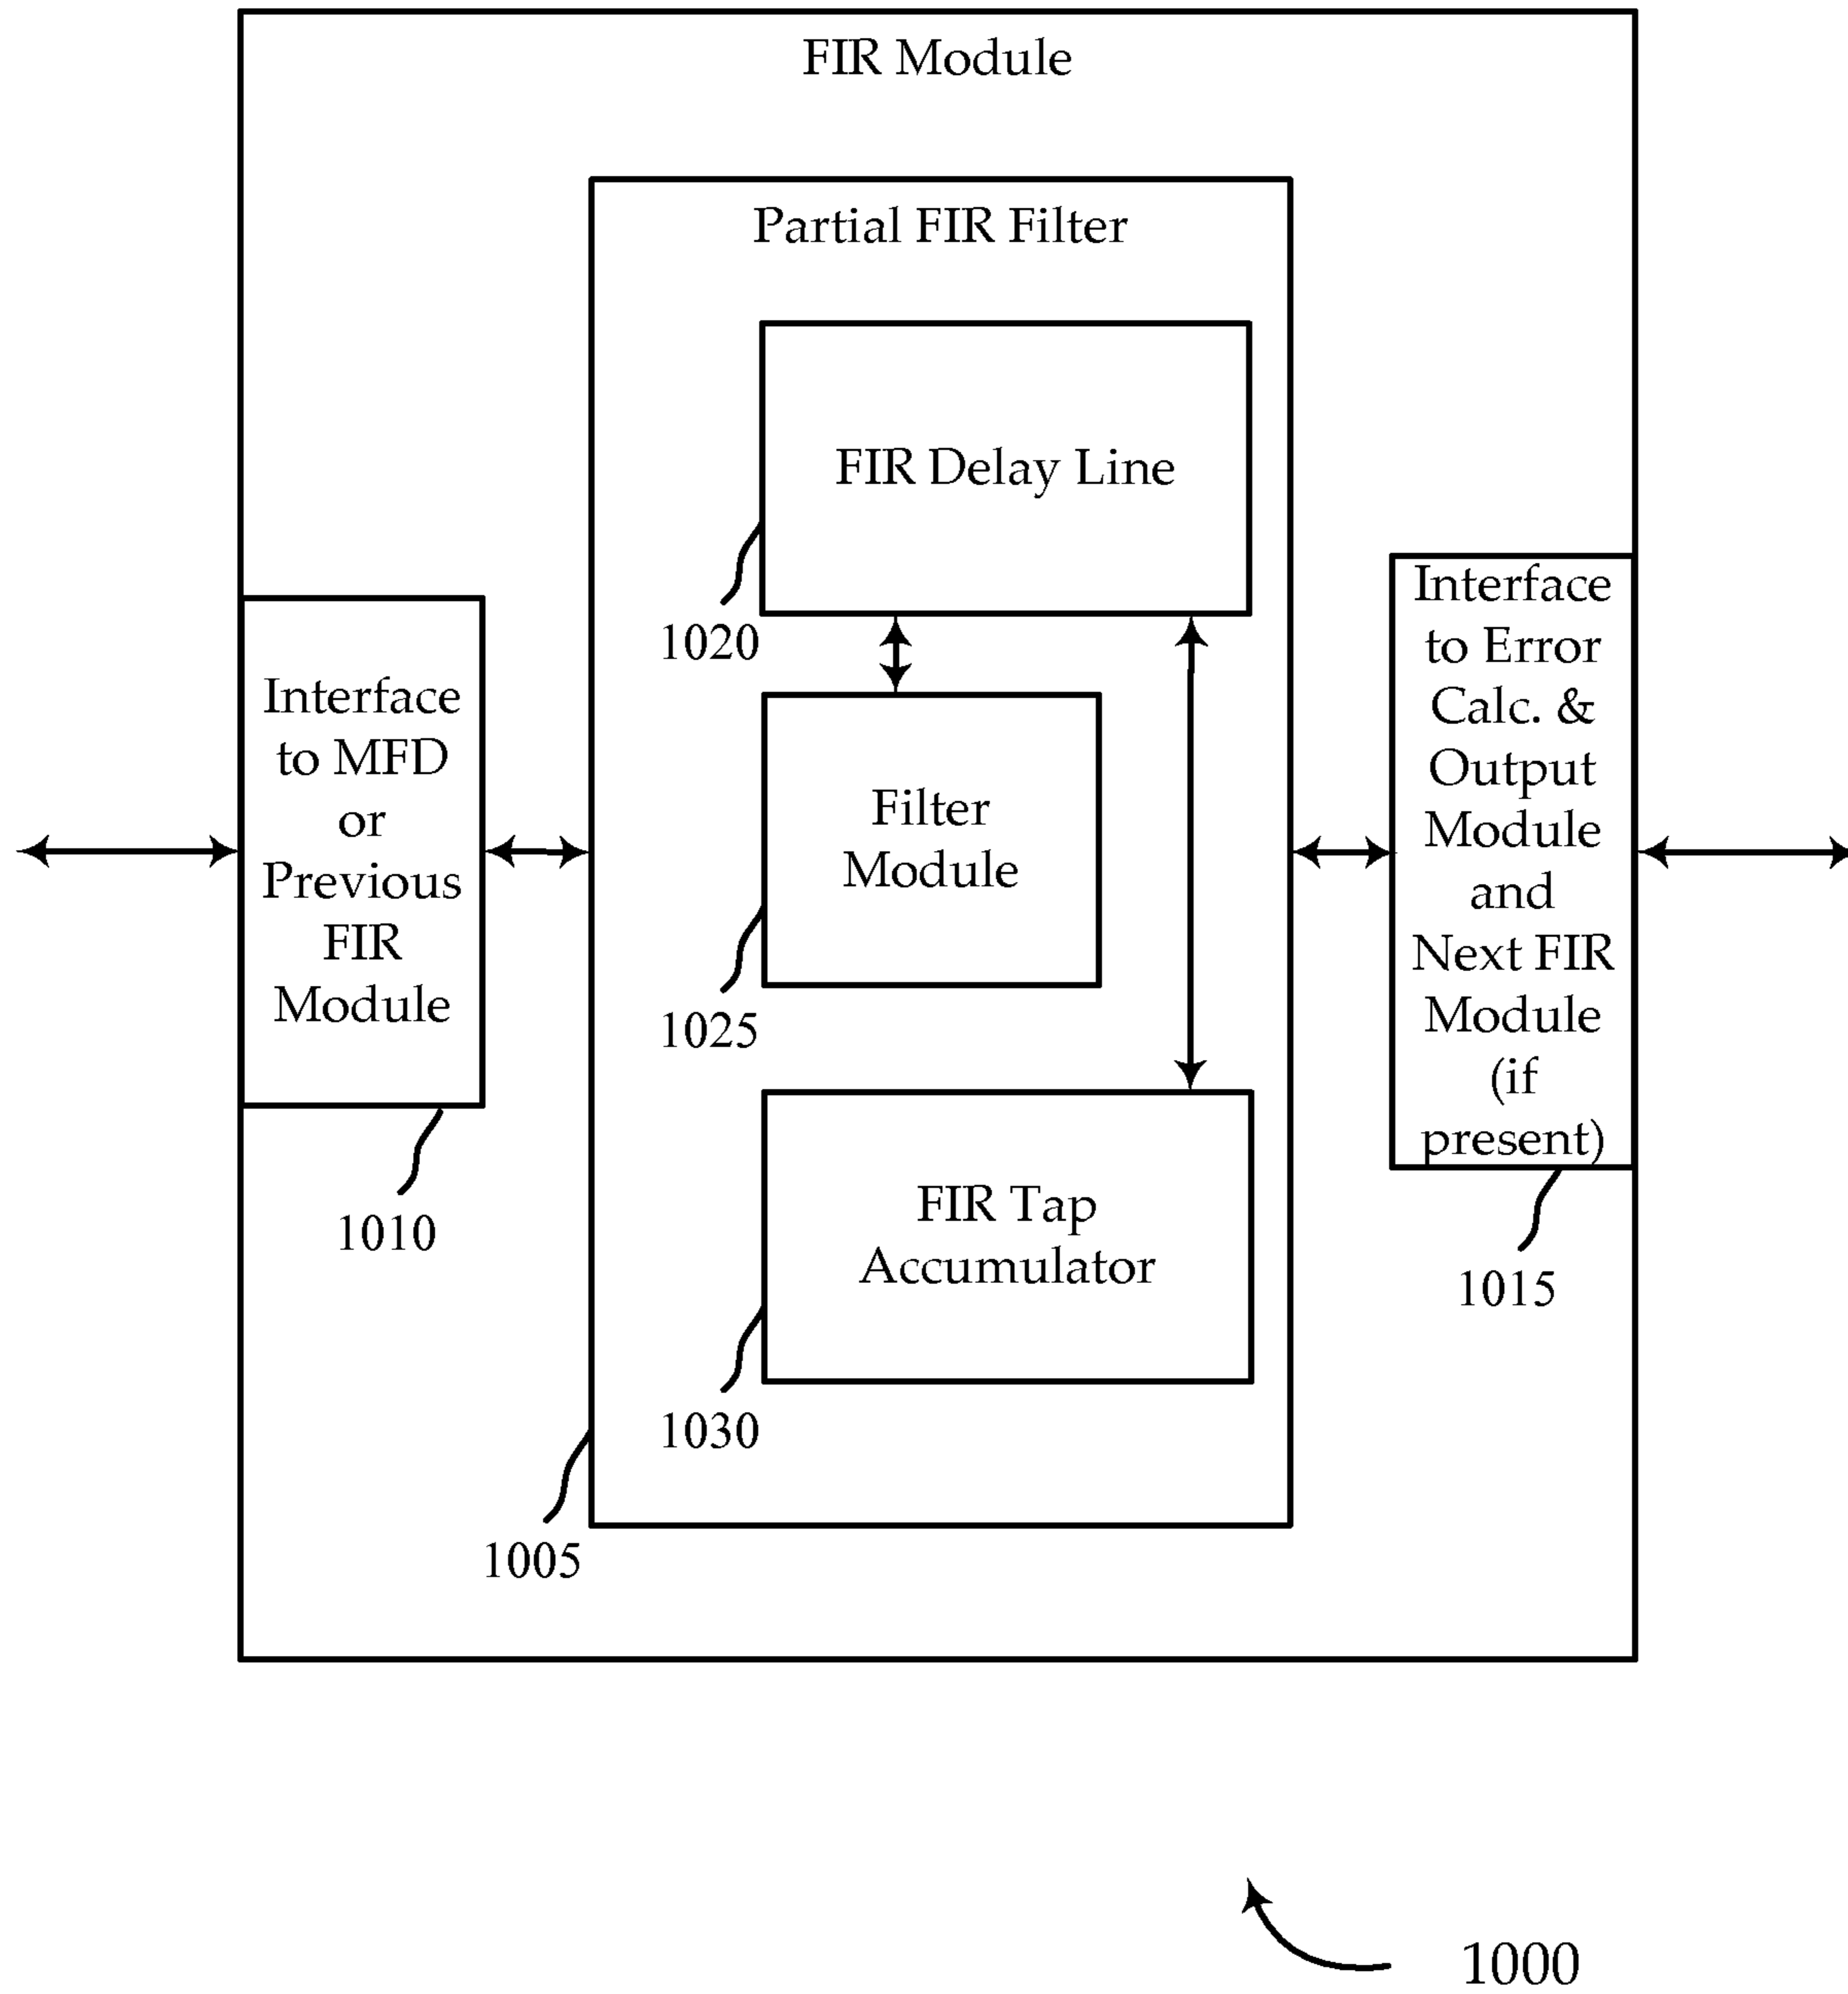 FIR Module
Partial FIR Filter
FIR Delay Line
1020
Interface
to MFD
or
Previous
FIR
Module
1010
Filter
Module
1025
Interface
to Error
Calc. &
Output
Module
and
Next FIR
Module
(if
present)
1015
FIR Tap
Accumulator
1030
1005
1000